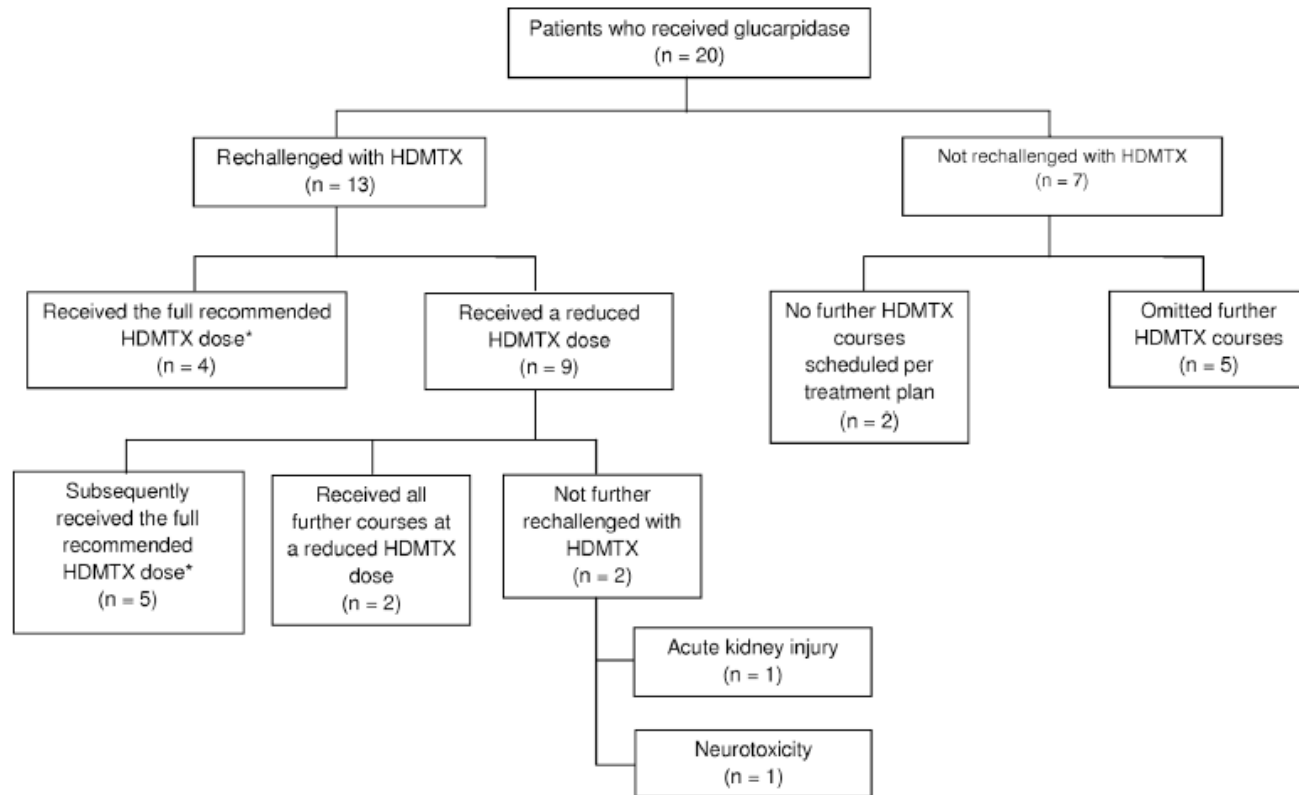 Patients who received glucarpidase
(n = 20)
Rechallenged with HDMTX
(n = 13)
Not rechallenged with HDMTX
(n = 7)
Received the full recommended
HDMTX dose*
(n = 4)
Received a reduced
HDMTX dose
(n = 9)
No further HDMTX
courses
scheduled per
treatment plan
(n = 2)
Omitted further
HDMTX courses
(n = 5)
Subsequently
received the full
recommended
HDMTX dose*
(n = 5)
Received all
further courses at
a reduced HDMTX
dose
(n = 2)
Not further
rechallenged with
HDMTX
(n = 2)
Acute kidney injury
(n = 1)
Neurotoxicity
(n = 1)